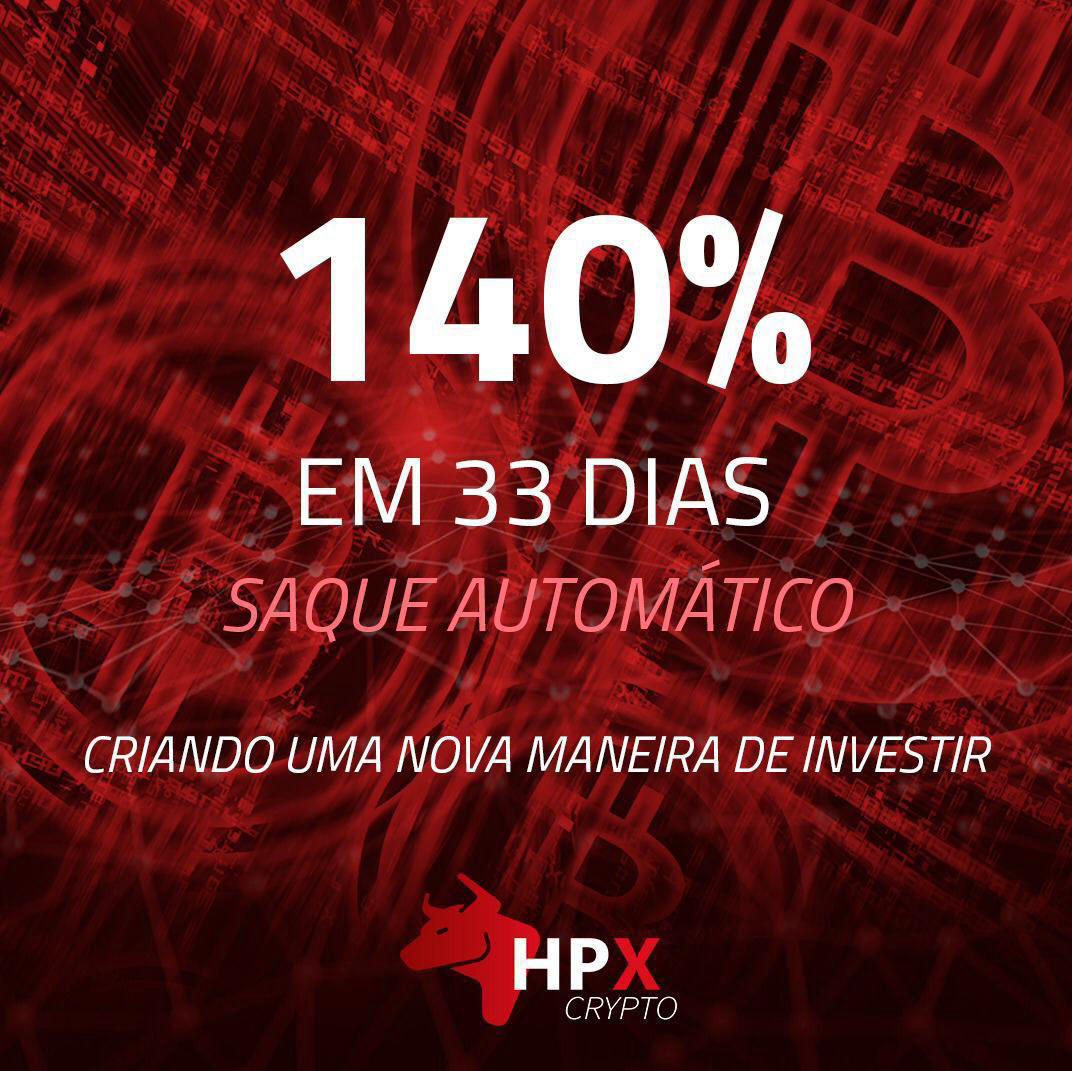 140%
EM 33 DIAS
SAQUE AUTOMÁTICO
CRIANDO UMA NOVA MANEIRA DE INVESTIR
HPX
CRYPTO